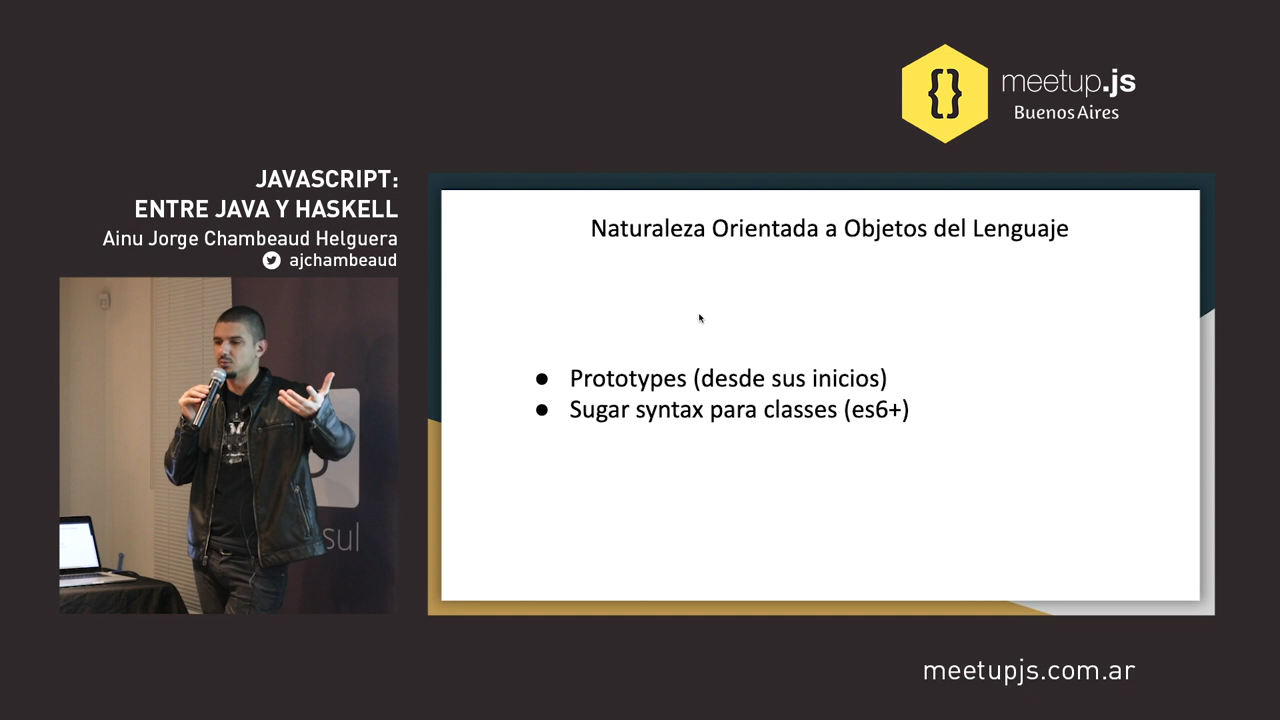 {}
meetup.js
Buenos Aires
JAVASCRIPT:
ENTRE JAVA Y HASKELL
Ainu Jorge Chambeaud Helguera
ajchambeaud
Naturaleza Orientada a Objetos del Lenguaje
● Prototypes (desde sus inicios)
● Sugar syntax para classes (es6+)
sul
meetupjs.com.ar